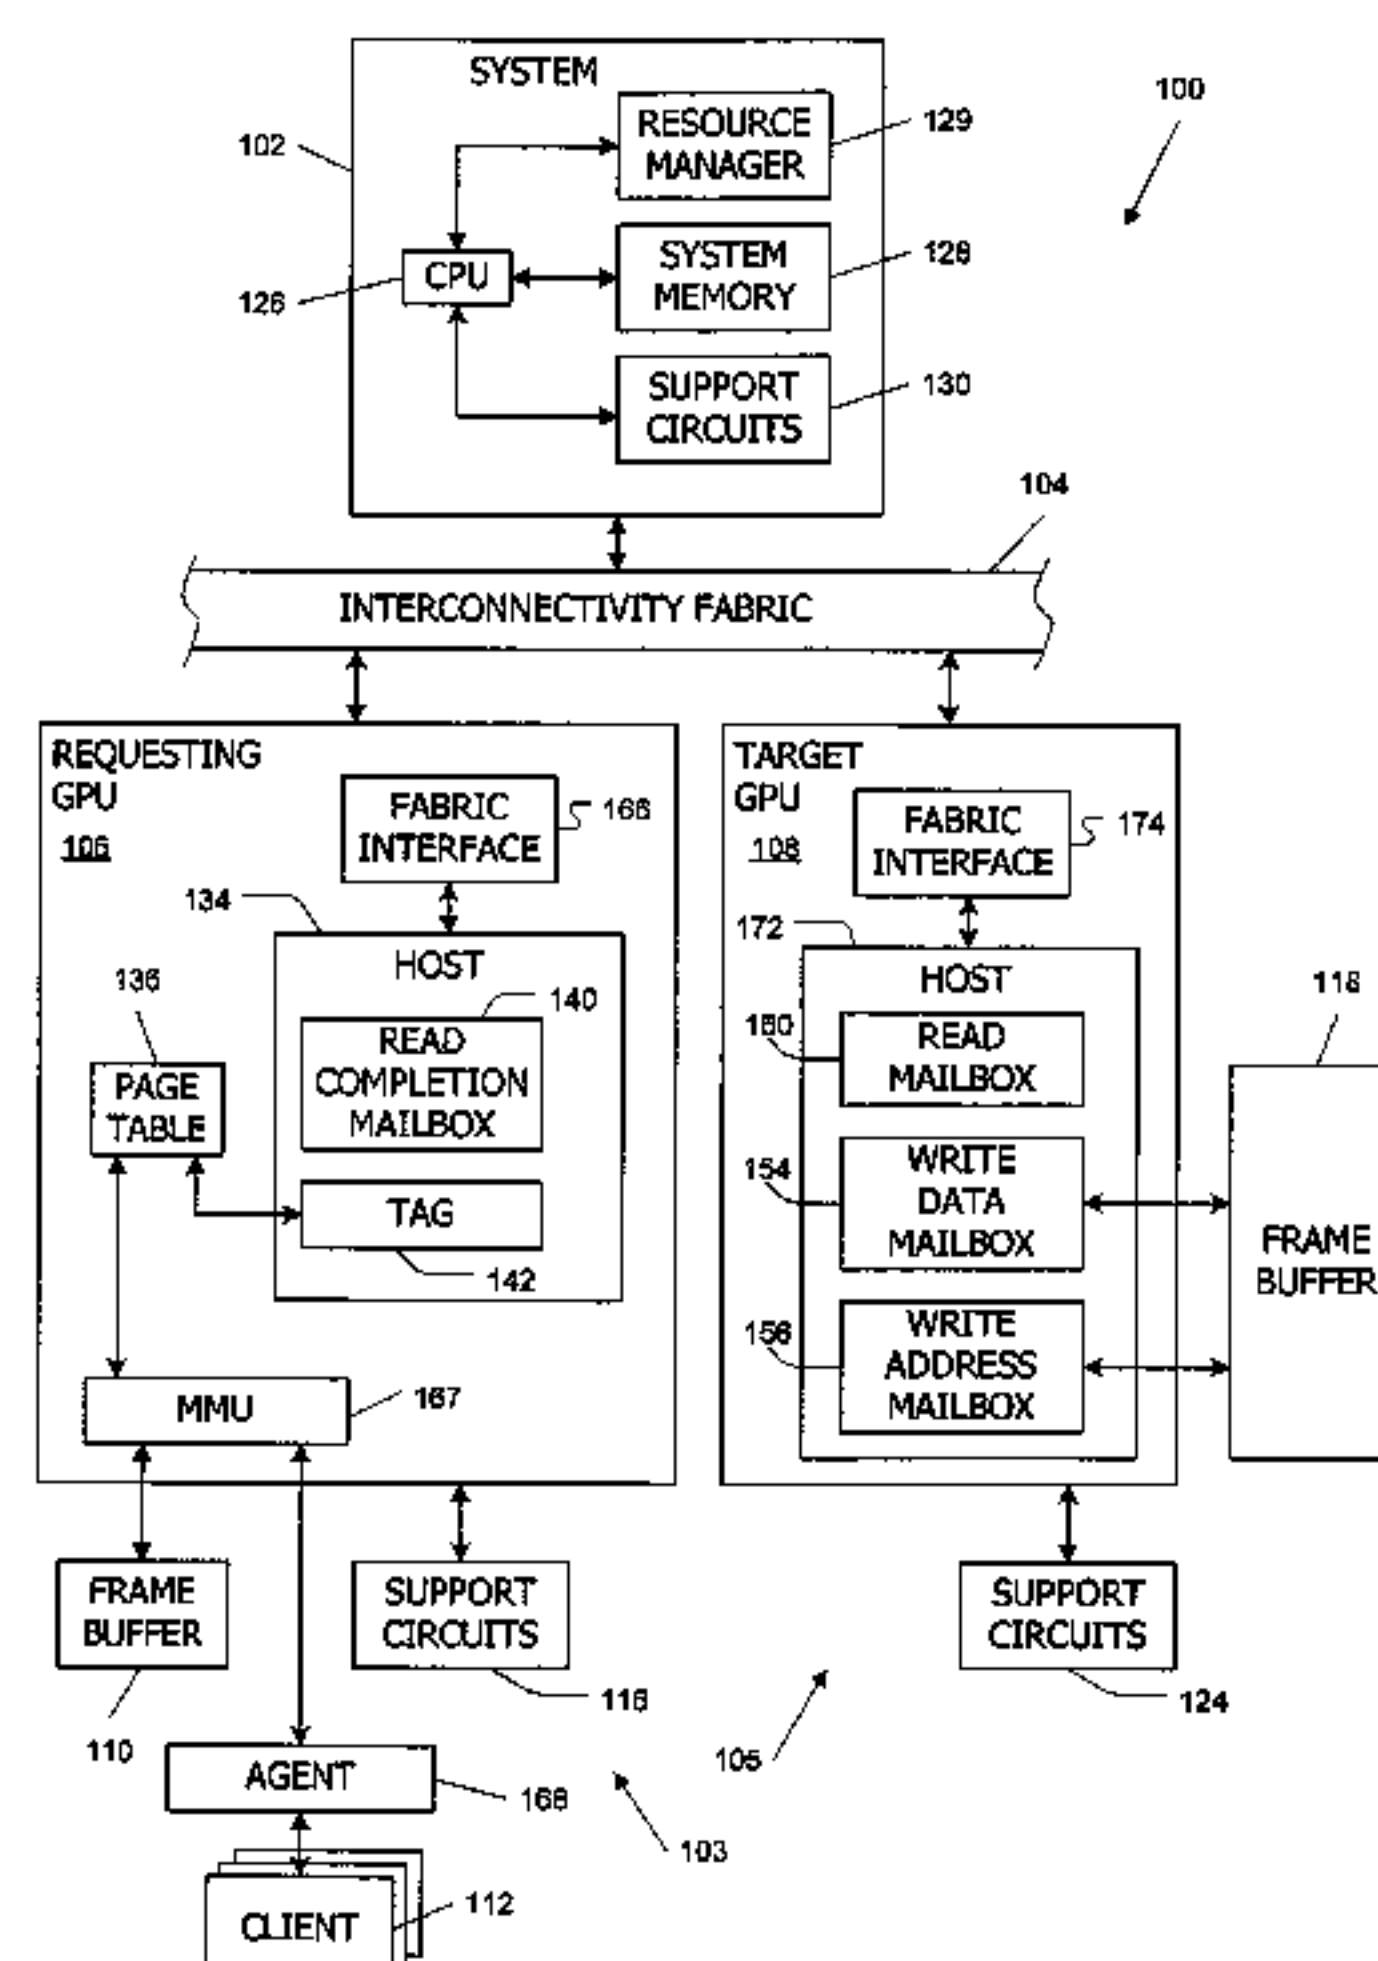 SYSTEM
100
RESOURCE
MANAGER
129
102
SYSTEM
MEMORY
128
CPU
126
SUPPORT
CIRCUITS
130
104
INTERCONNECTIVITY FABRIC
REQUESTING
GPU
106
FABRIC
INTERFACE
166
134
HOST
136
140
READ
COMPLETION
MAILBOX
PAGE
TABLE
TAG
142
MMU
167
TARGET
GPU
108
FABRIC
INTERFACE
174
172
HOST
160
READ
MAILBOX
118
154
WRITE
DATA
MAILBOX
FRAME
BUFFER
156
WRITE
ADDRESS
MAILBOX
FRAME
BUFFER
110
SUPPORT
CIRCUITS
116
SUPPORT
CIRCUITS
124
105
AGENT
168
103
CLIENT
112